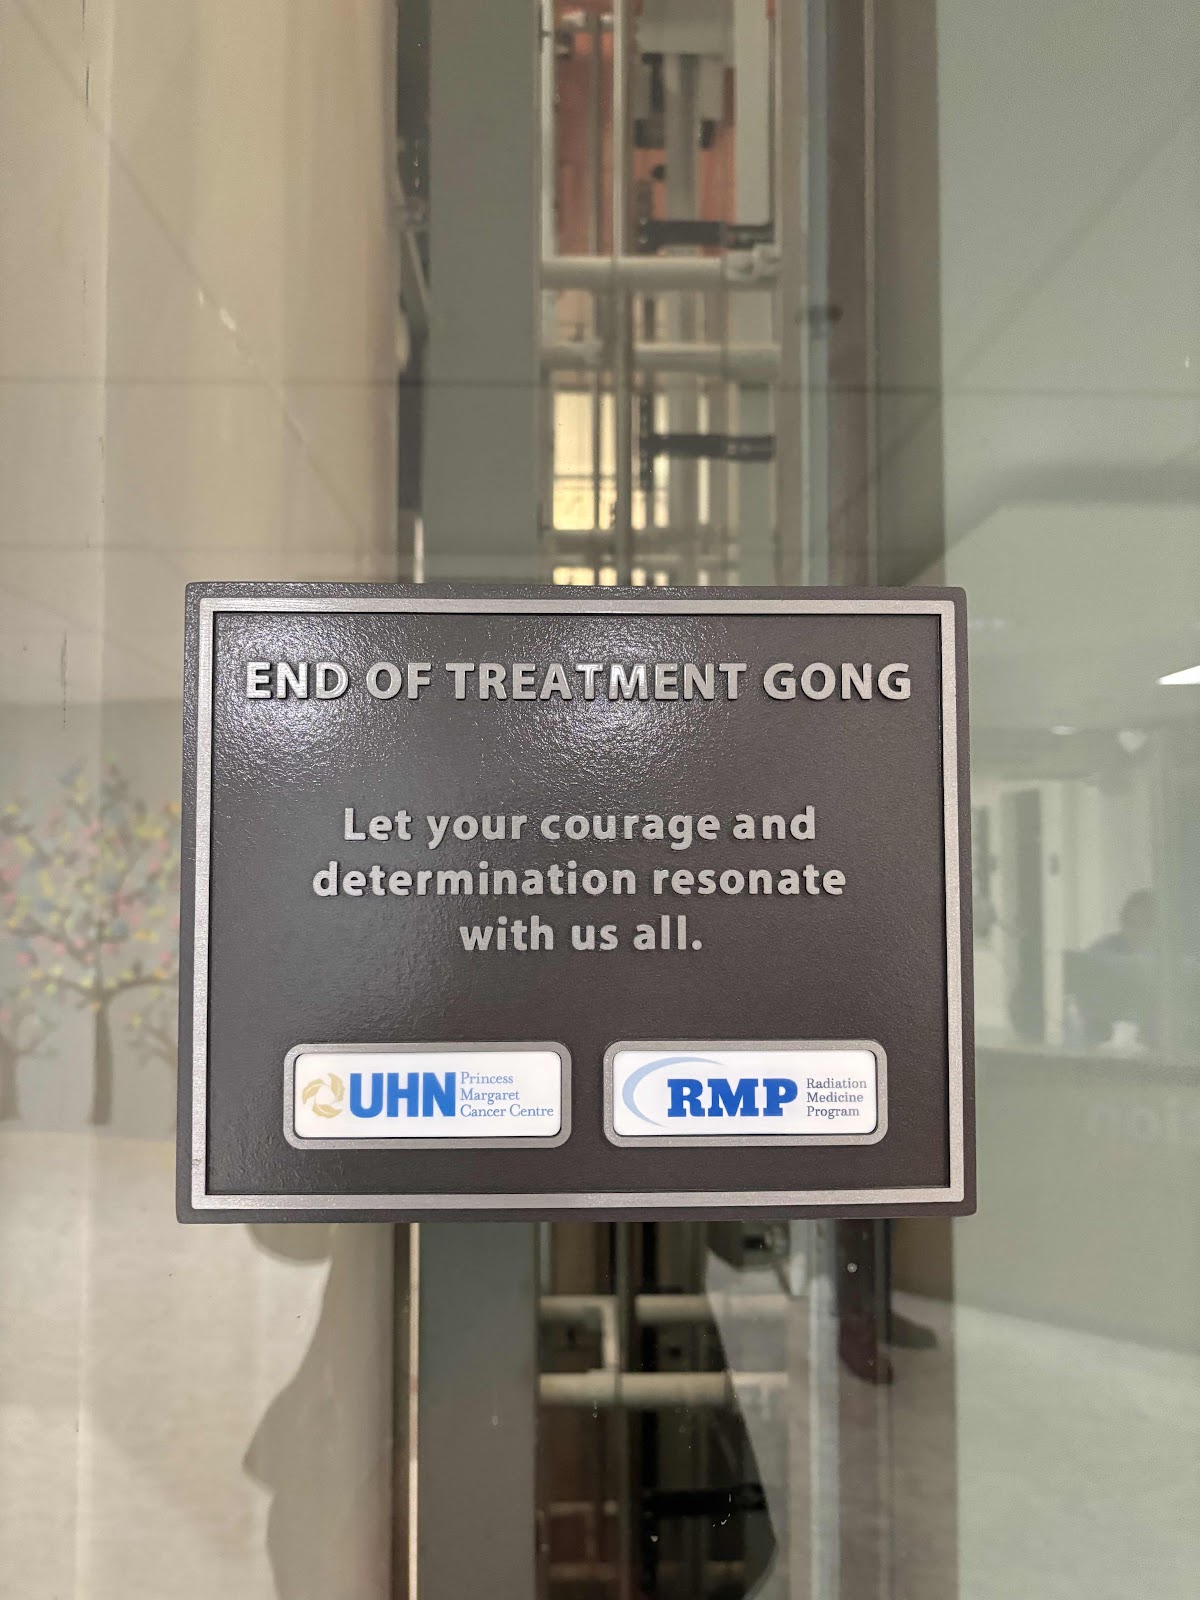 END OF TREATMENT GONG
Let your courage and
determination resonate
with us all.
UHN Princess
Margaret
Cancer Centre
RMP Radiation
Medicine
Program